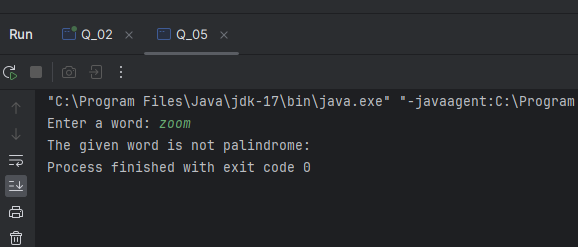 Run Q_02 Q_05
"C:\Program Files\Java\jdk-17\bin\java.exe" "-javaagent:C:\Program
Enter a word: zoom
The given word is not palindrome:
Process finished with exit code 0